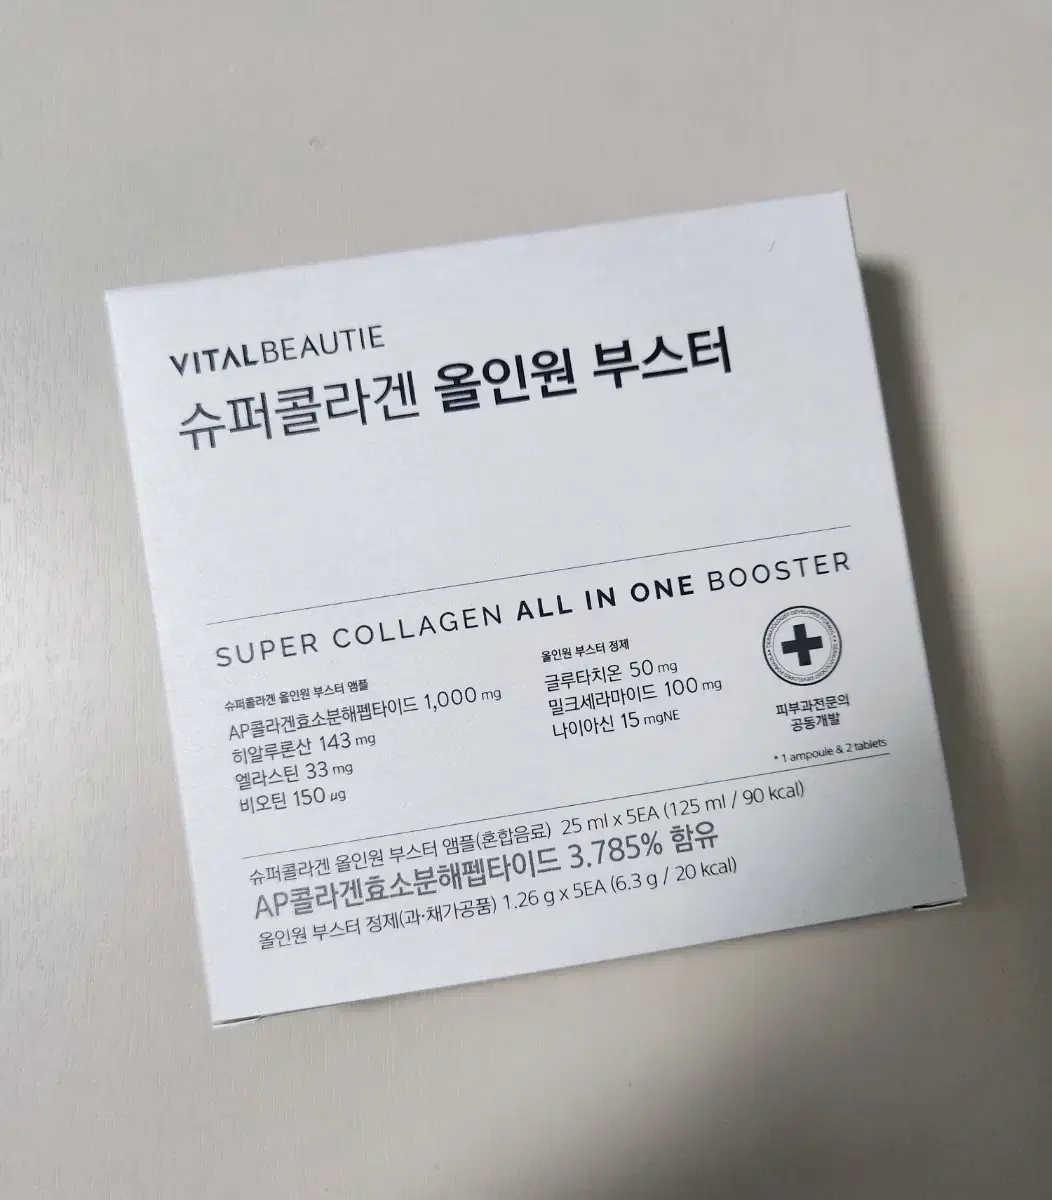 VITALBEAUTIE
슈퍼콜라겐 올인원 부스터
SUPER COLLAGEN ALL IN ONE BOOSTER
슈퍼콜라겐 올인원 부스터 앰플
AP콜라겐효소분해펩타이드 1,000 mg
히알루론산 143 mg
엘라스틴 33 mg
비오틴 150 µg
올인원 부스터 정제
글루타치온 50 mg
밀크세라마이드 100 mg
나이아신 15 mgNE
피부과전문의
공동개발
* 1 ampoule & 2 tablets
슈퍼콜라겐 올인원 부스터 앰플(혼합음료) 25 ml x 5EA (125 ml / 90 kcal)
AP콜라겐효소분해펩타이드 3.785% 함유
올인원 부스터 정제(과·채가공품) 1.26 g x 5EA (6.3 g / 20 kcal)